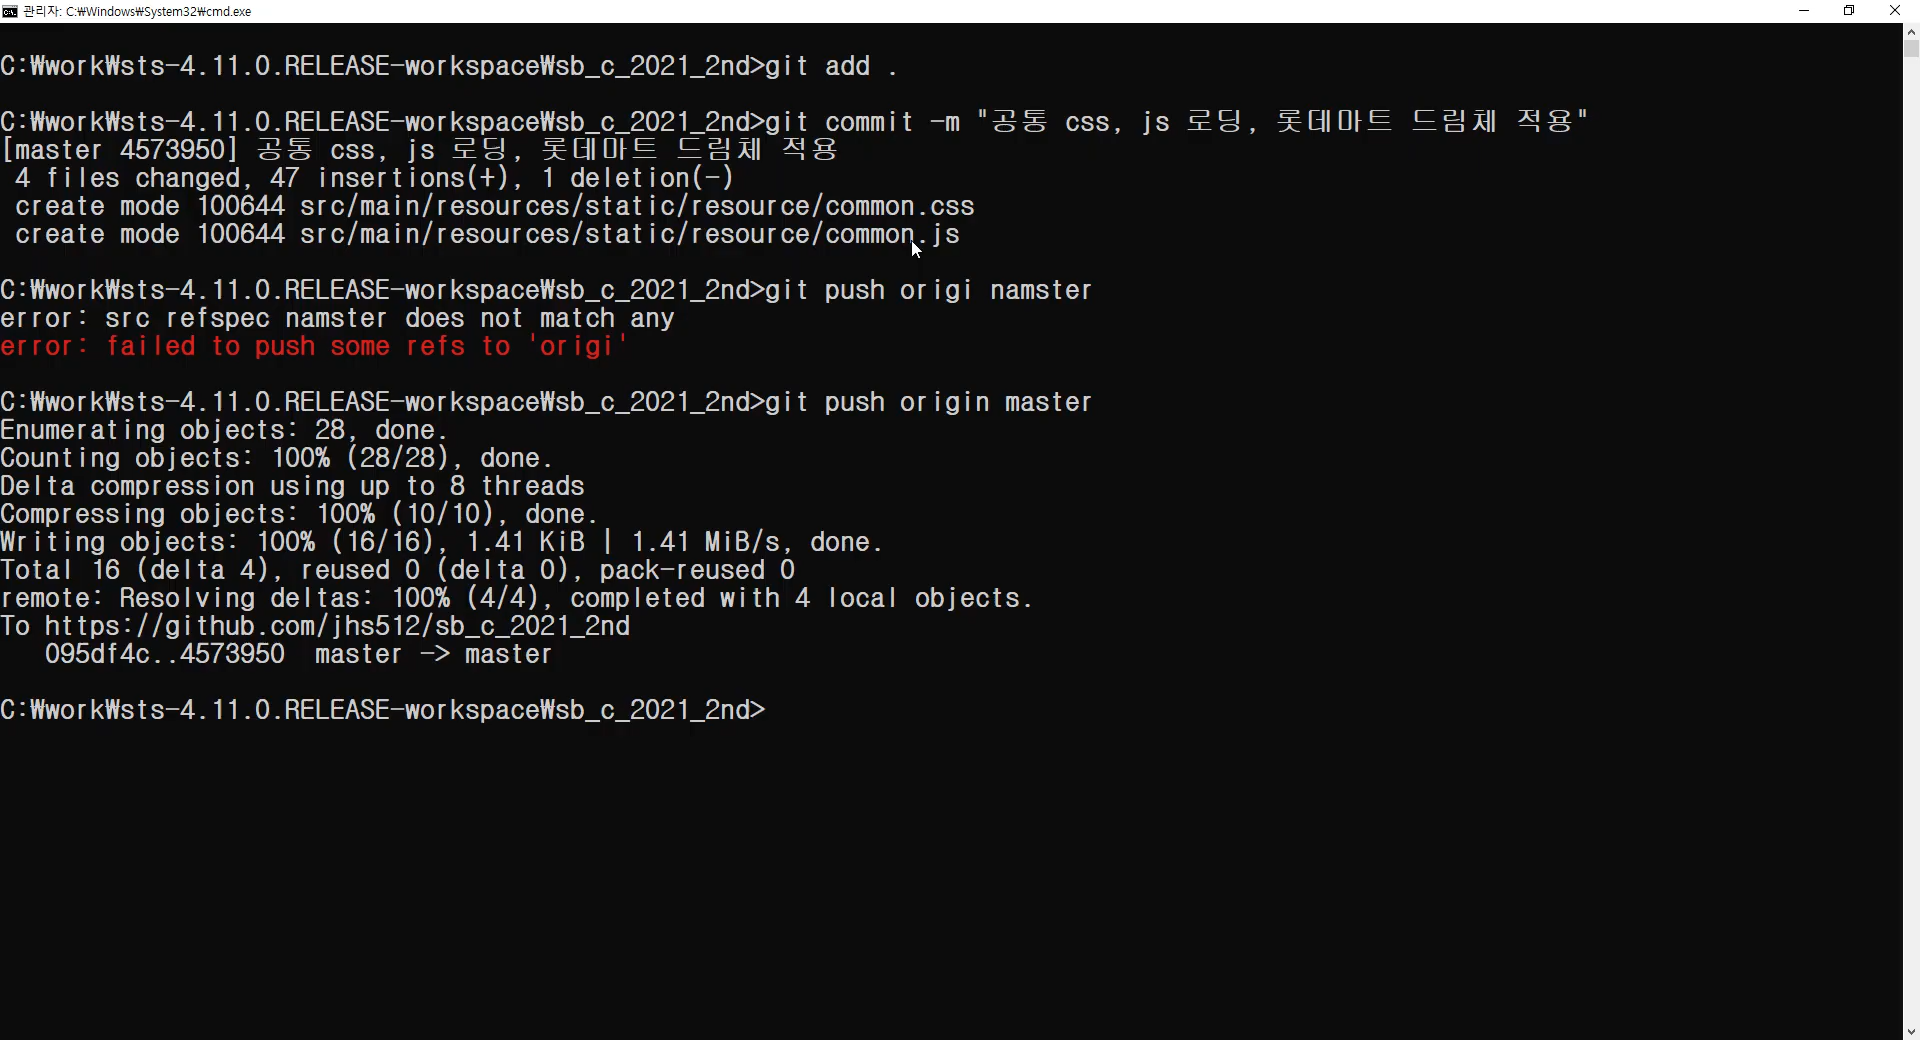 관리자: C:₩Windows₩System32₩cmd.exe
C:₩work₩sts-4.11.0.RELEASE-workspace₩sb_c_2021_2nd>git add .
C:₩work₩sts-4.11.0.RELEASE-workspace₩sb_c_2021_2nd>git commit -m "공통 css, js 로딩, 롯데마트 드림체 적용"
[master 4573950] 공통 css, js 로딩, 롯데마트 드림체 적용
 4 files changed, 47 insertions(+), 1 deletion(-)
 create mode 100644 src/main/resources/static/resource/common.css
 create mode 100644 src/main/resources/static/resource/common.js
C:₩work₩sts-4.11.0.RELEASE-workspace₩sb_c_2021_2nd>git push origi namster
error: src refspec namster does not match any
error: failed to push some refs to 'origi'
C:₩work₩sts-4.11.0.RELEASE-workspace₩sb_c_2021_2nd>git push origin master
Enumerating objects: 28, done.
Counting objects: 100% (28/28), done.
Delta compression using up to 8 threads
Compressing objects: 100% (10/10), done.
Writing objects: 100% (16/16), 1.41 KiB | 1.41 MiB/s, done.
Total 16 (delta 4), reused 0 (delta 0), pack-reused 0
remote: Resolving deltas: 100% (4/4), completed with 4 local objects.
To https://github.com/jhs512/sb_c_2021_2nd
   095df4c..4573950  master -> master
C:₩work₩sts-4.11.0.RELEASE-workspace₩sb_c_2021_2nd>